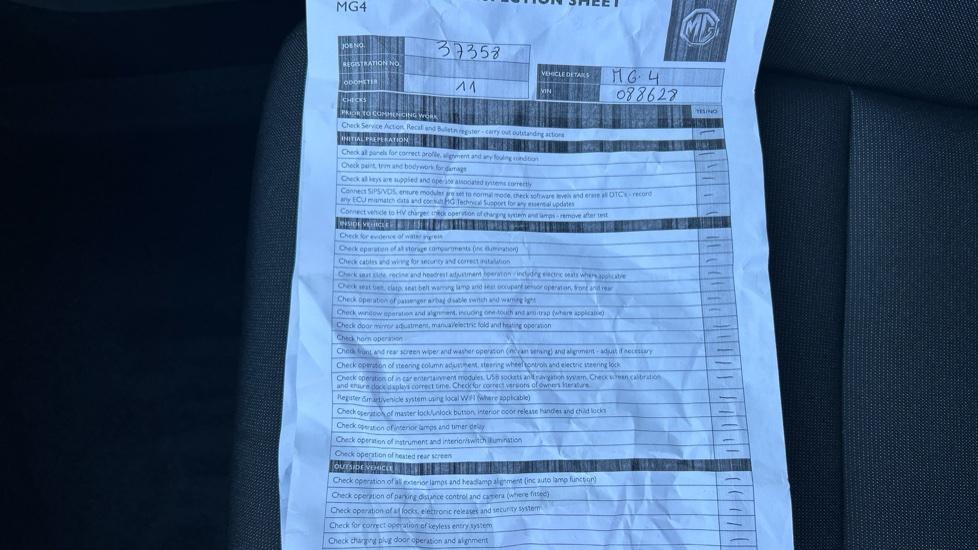 INSPECTION SHEET
MG4
MG
JOB NO. 37358
REGISTRATION NO.
ODOMETER 11
VEHICLE DETAILS MG.4
VIN 088628
CHECKS YES/NO
PRIOR TO COMMENCING WORK
Check Service Action, Recall and Bulletin register - carry out outstanding actions
INITIAL PREPARATION
Check all panels for correct profile, alignment and any fouling condition
Check paint, trim and bodywork for damage
Check all keys are supplied and operate associated systems correctly
Connect SIPS/VDS, ensure modules are set to normal mode, check software levels and erase all DTC's - record
any ECU mismatch data and consult MG Technical Support for any essential updates
Connect vehicle to HV charger, check operation of charging system and lamps - remove after test
INSIDE VEHICLE
Check for evidence of water ingress
Check operation of all storage compartments (inc illumination)
Check cables and wiring for security and correct installation
Check seat slide, recline and headrest adjustment operation - including electric seats where applicable
Check seat belt, clasp, seat belt warning lamp and seat occupant sensor operation, front and rear
Check operation of passenger airbag disable switch and warning light
Check window operation and alignment, incuding one-touch and anti-trap (where applicable)
Check door mirror adjustment, manual/electric fold and heating operation
Check horn operation
Check front and rear screen wiper and washer operation (inc rain sensing) and alignment - adjust if necessary
Check operation of steering column adjustment, steering wheel controls and electric steering lock
Check operation of in car entertainment modules, USB sockets and navigation system. Check screen calibration
and ensure clock displays correct time. Check for correct versions of owners literature.
Register iSmart/vehicle system using local WIFI (where applicable)
Check operation of master lock/unlock button, interior door release handles and child locks
Check operation of interior lamps and timer delay
Check operation of instrument and interior/switch illumination
Check operation of heated rear screen
OUTSIDE VEHICLE
Check operation of all exterior lamps and headlamp alignment (inc auto lamp function)
Check operation of parking distance control and camera (where fitted)
Check operation of all locks, electronic releases and security system
Check for correct operation of keyless entry system
Check charging plug door operation and alignment